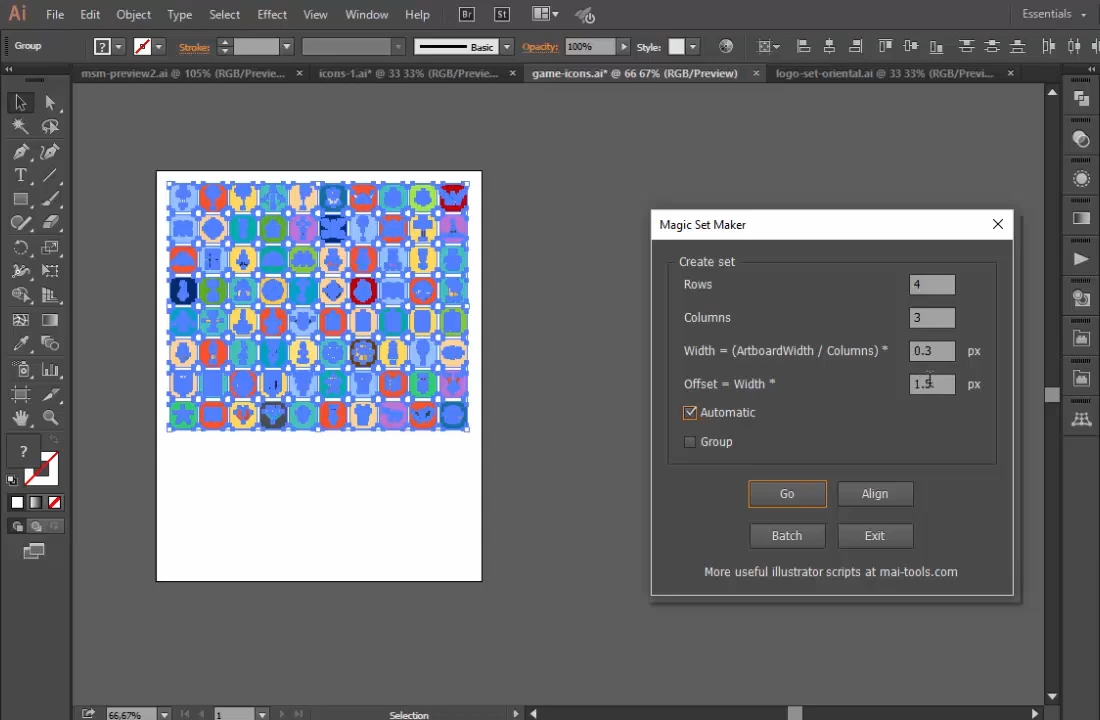 Ai File Edit Object Type Select Effect View Window Help Br St Essentials
Group ? Stroke: Basic Opacity: 100% Style:
msm-preview2.ai @ 105% (RGB/Previe... × icons-1.ai* @ 33 33% (RGB/Previe... × game-icons.ai* @ 66 67% (RGB/Preview) × logo-set-oriental.ai @ 33 33% (RGB/Previ... ×
Magic Set Maker
Create set
Rows 4
Columns 3
Width = (ArtboardWidth / Columns) * 0.3 px
Offset = Width * 1.5 px
Automatic
Group
Go Align
Batch Exit
More useful illustrator scripts at mai-tools.com
T
?
66,67% 1 Selection